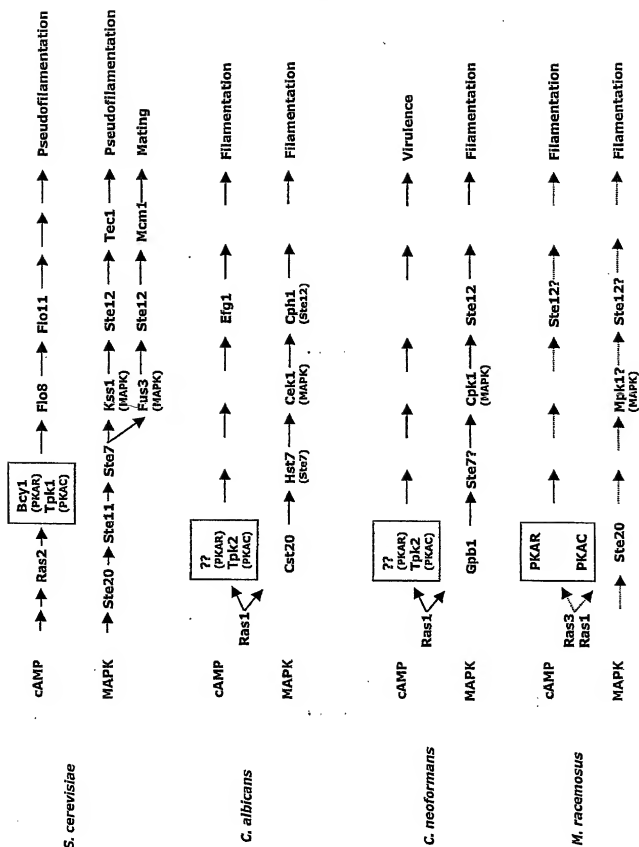 S. cerevisiae
cAMP
Ras2
Bcy1
(PKAR)
Tpk1
(PKAC)
Flo8
Flo11
Pseudofilamentation
MAPK
Ste20
Ste11
Ste7
Kss1
(MAPK)
Ste12
Tec1
Pseudofilamentation
Fus3
(MAPK)
Ste12
Mcm1
Mating
C. albicans
cAMP
Ras1
??
(PKAR)
Tpk2
(PKAC)
Efg1
Filamentation
MAPK
Cst20
Hst7
(Ste7)
Cek1
(MAPK)
Cph1
(Ste12)
Filamentation
C. neoformans
cAMP
Ras1
??
(PKAR)
Tpk2
(PKAC)
Virulence
MAPK
Gpb1
Ste7?
Cpk1
(MAPK)
Ste12
Filamentation
M. racemosus
cAMP
Ras3
Ras1
PKAR
PKAC
Ste12?
Filamentation
MAPK
Ste20
Mpk1?
(MAPK)
Ste12?
Filamentation